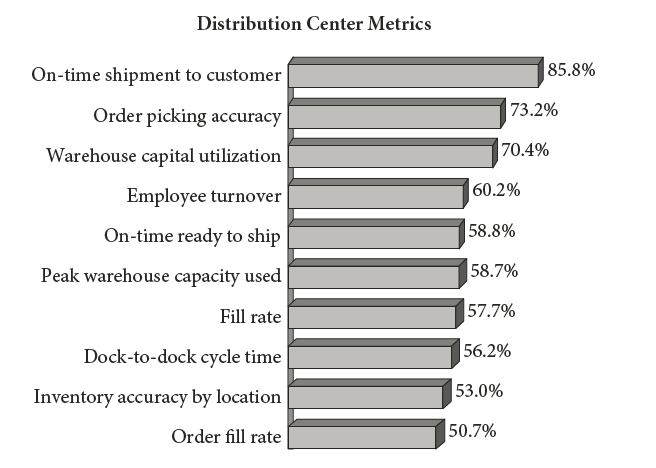 Distribution Center Metrics
On-time shipment to customer 85.8%
Order picking accuracy 73.2%
Warehouse capital utilization 70.4%
Employee turnover 60.2%
On-time ready to ship 58.8%
Peak warehouse capacity used 58.7%
Fill rate 57.7%
Dock-to-dock cycle time 56.2%
Inventory accuracy by location 53.0%
Order fill rate 50.7%